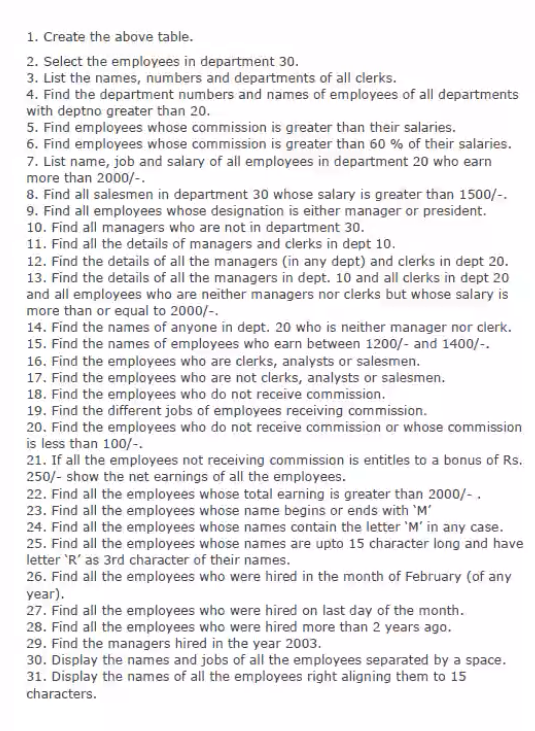 1. Create the above table.
2. Select the employees in department 30.
3. List the names, numbers and departments of all clerks.
4. Find the department numbers and names of employees of all departments
with deptno greater than 20.
5. Find employees whose commission is greater than their salaries.
6. Find employees whose commission is greater than 60 % of their salaries.
7. List name, job and salary of all employees in department 20 who earn
more than 2000/-.
8. Find all salesmen in department 30 whose salary is greater than 1500/-.
9. Find all employees whose designation is either manager or president.
10. Find all managers who are not in department 30.
11. Find all the details of managers and clerks in dept 10.
12. Find the details of all the managers (in any dept) and clerks in dept 20.
13. Find the details of all the managers in dept. 10 and all clerks in dept 20
and all employees who are neither managers nor clerks but whose salary is
more than or equal to 2000/-.
14. Find the names of anyone in dept. 20 who is neither manager nor clerk.
15. Find the names of employees who earn between 1200/- and 1400/-.
16. Find the employees who are clerks, analysts or salesmen.
17. Find the employees who are not clerks, analysts or salesmen.
18. Find the employees who do not receive commission.
19. Find the different jobs of employees receiving commission.
20. Find the employees who do not receive commission or whose commission
is less than 100/-.
21. If all the employees not receiving commission is entitles to a bonus of Rs.
250/- show the net earnings of all the employees.
22. Find all the employees whose total earning is greater than 2000/- .
23. Find all the employees whose name begins or ends with ‘M’
24. Find all the employees whose names contain the letter ‘M’ in any case.
25. Find all the employees whose names are upto 15 character long and have
letter ‘R’ as 3rd character of their names.
26. Find all the employees who were hired in the month of February (of any
year).
27. Find all the employees who were hired on last day of the month.
28. Find all the employees who were hired more than 2 years ago.
29. Find the managers hired in the year 2003.
30. Display the names and jobs of all the employees separated by a space.
31. Display the names of all the employees right aligning them to 15
characters.